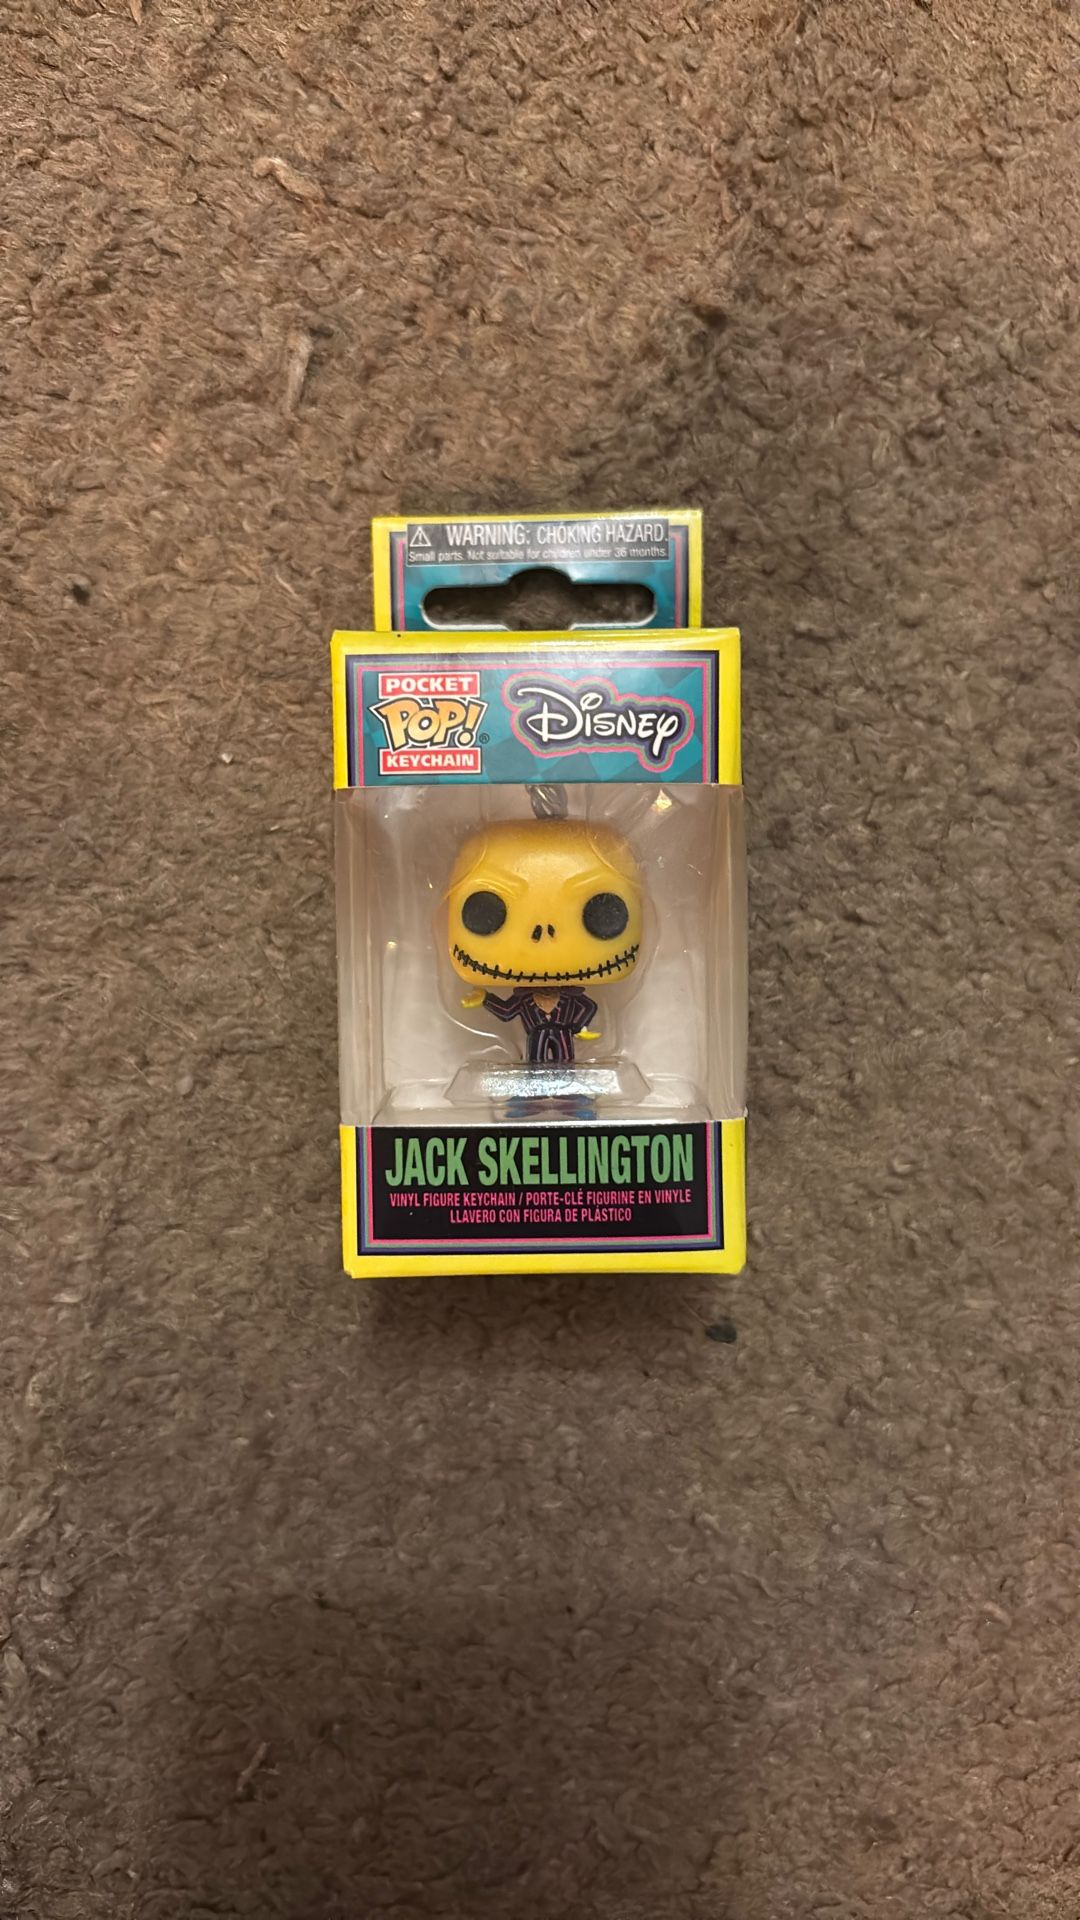 ⚠ WARNING: CHOKING HAZARD.
Small parts. Not suitable for children under 36 months.
POCKET
POP!®
KEYCHAIN
Disney
JACK SKELLINGTON
VINYL FIGURE KEYCHAIN / PORTE-CLÉ FIGURINE EN VINYLE
LLAVERO CON FIGURA DE PLÁSTICO